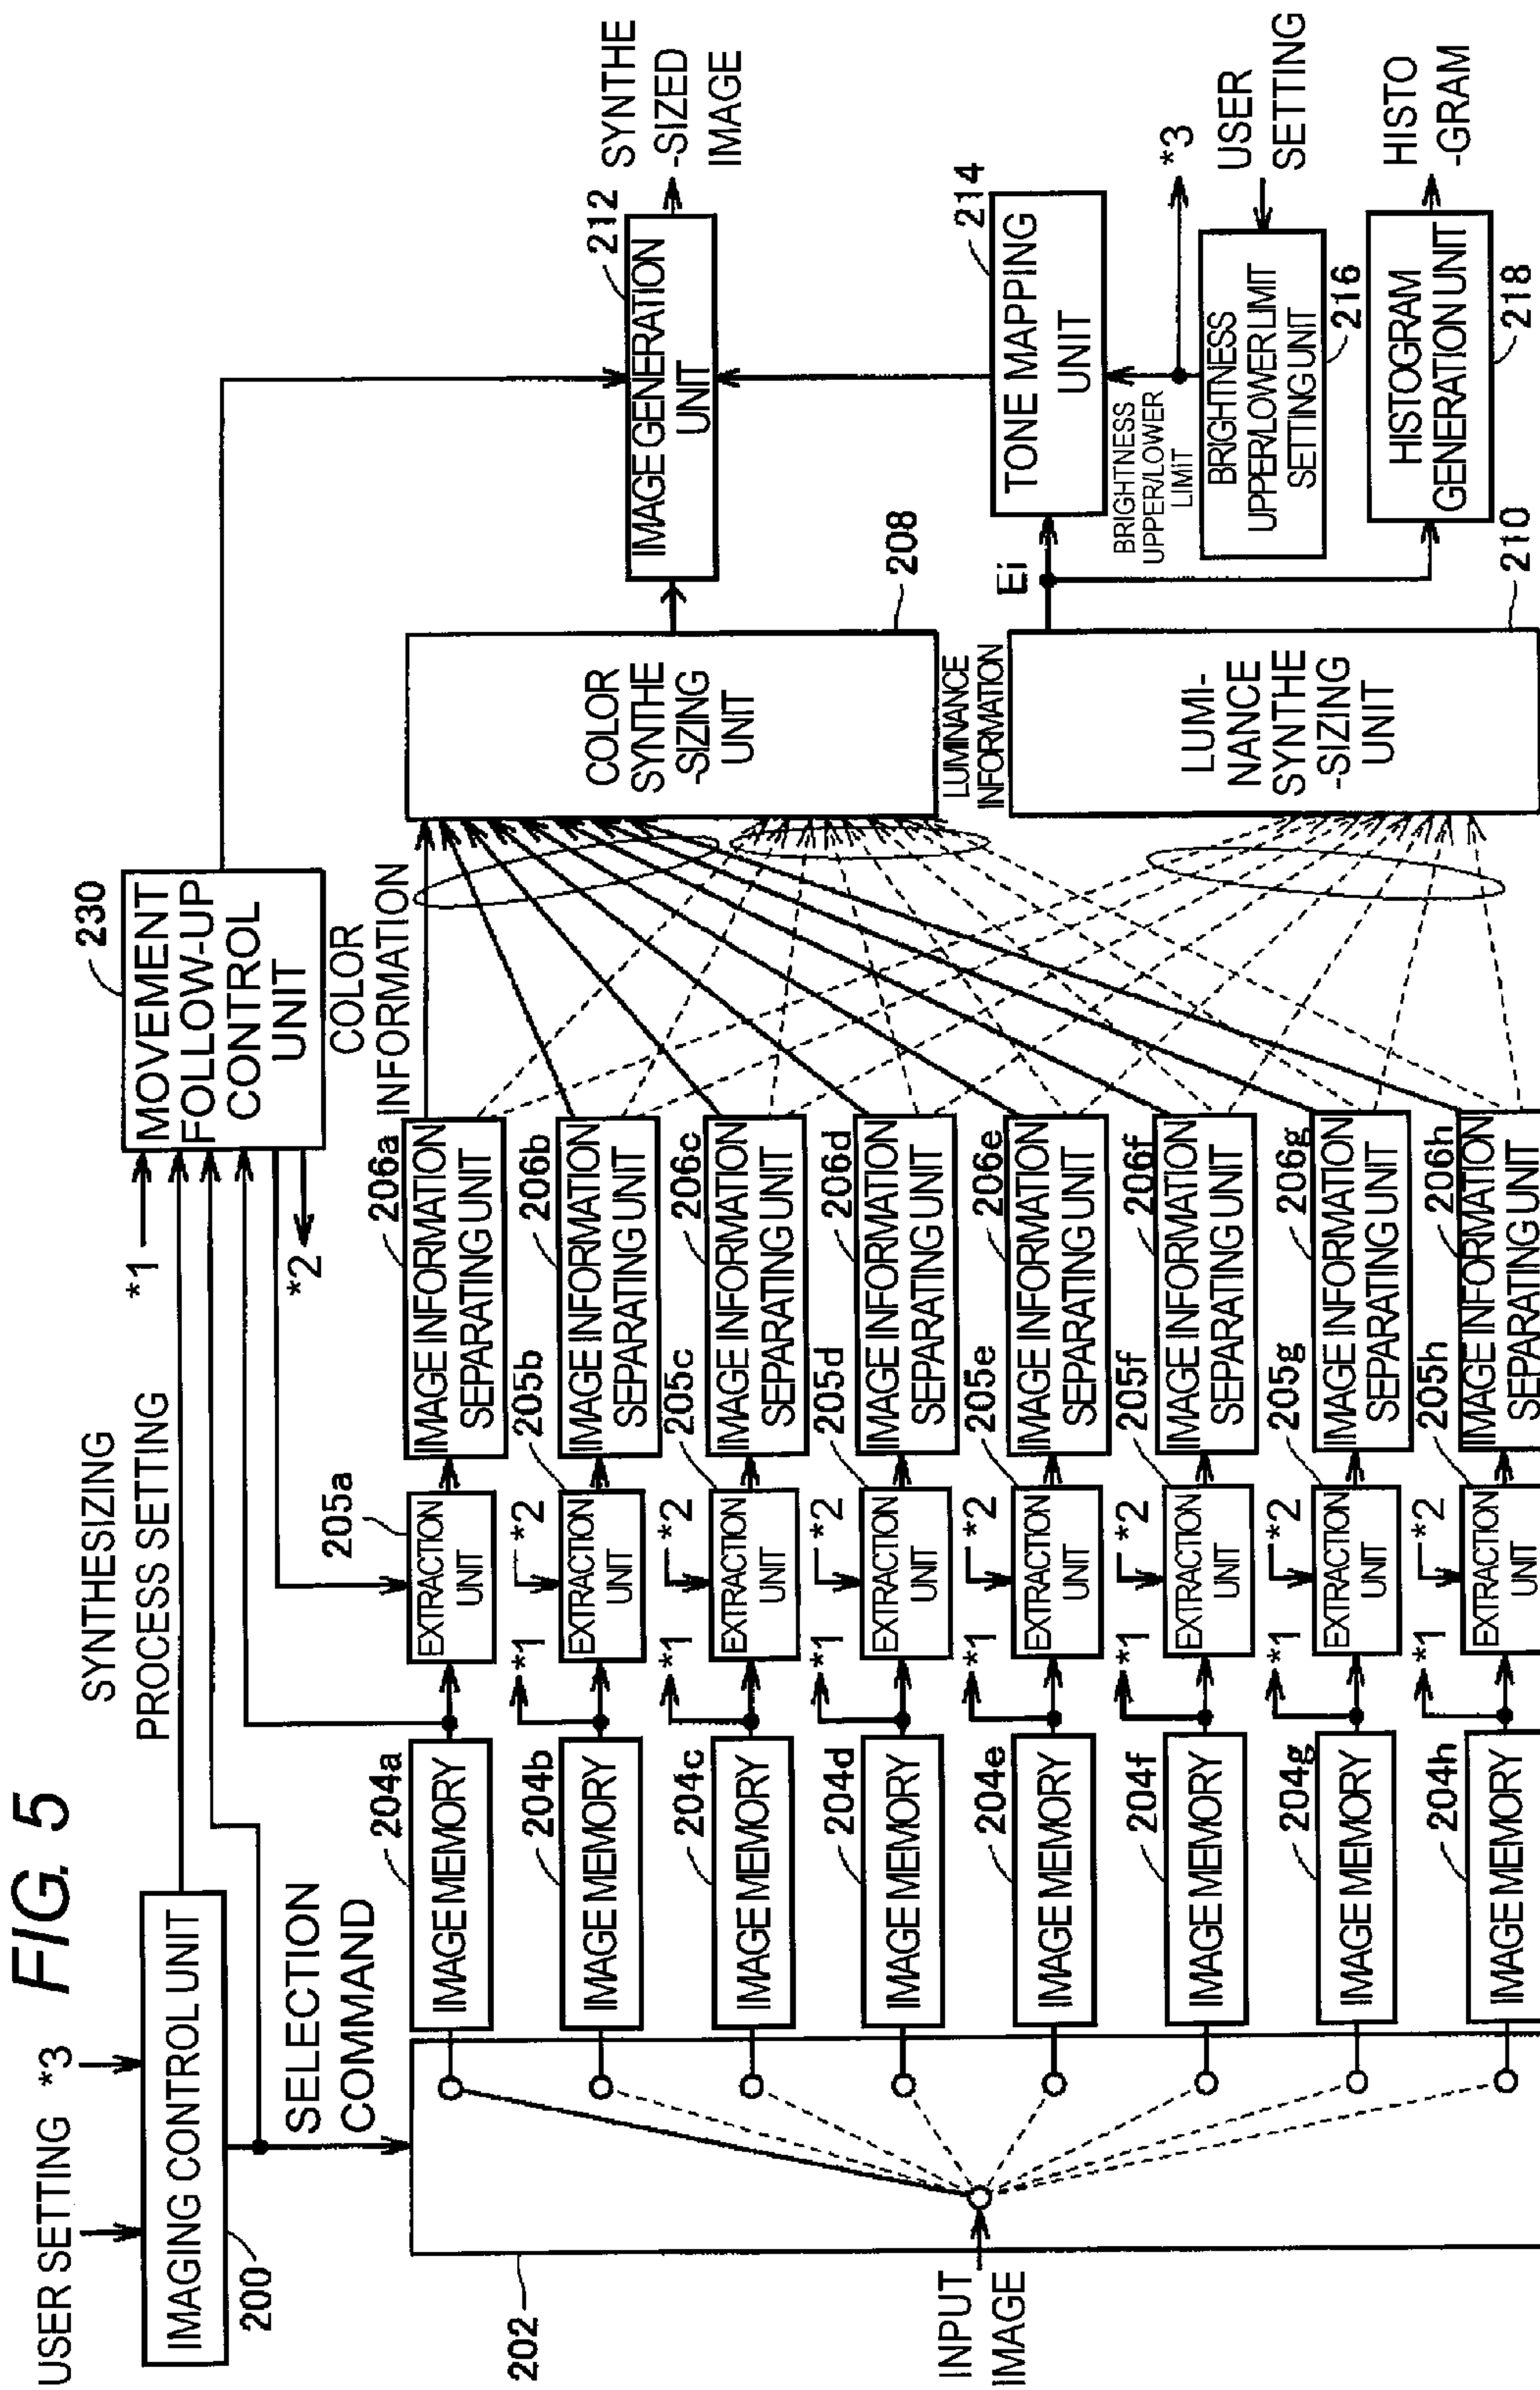 FIG. 5
USER SETTING
*3
IMAGING CONTROL UNIT
200
SYNTHESIZING
PROCESS SETTING
SELECTION
COMMAND
*1
*2
230
MOVEMENT
FOLLOW-UP
CONTROL
UNIT
COLOR
INFORMATION
202
INPUT
IMAGE
204a
IMAGE MEMORY
205a
EXTRACTION
UNIT
206a
IMAGE INFORMATION
SEPARATING UNIT
204b
IMAGE MEMORY
*1
*2
205b
EXTRACTION
UNIT
206b
IMAGE INFORMATION
SEPARATING UNIT
204c
IMAGE MEMORY
*1
*2
205c
EXTRACTION
UNIT
206c
IMAGE INFORMATION
SEPARATING UNIT
204d
IMAGE MEMORY
*1
*2
205d
EXTRACTION
UNIT
206d
IMAGE INFORMATION
SEPARATING UNIT
204e
IMAGE MEMORY
*1
*2
205e
EXTRACTION
UNIT
206e
IMAGE INFORMATION
SEPARATING UNIT
204f
IMAGE MEMORY
*1
*2
205f
EXTRACTION
UNIT
206f
IMAGE INFORMATION
SEPARATING UNIT
204g
IMAGE MEMORY
*1
*2
205g
EXTRACTION
UNIT
206g
IMAGE INFORMATION
SEPARATING UNIT
204h
IMAGE MEMORY
*1
*2
205h
EXTRACTION
UNIT
206h
IMAGE INFORMATION
SEPARATING UNIT
COLOR
SYNTHE
-SIZING
UNIT
208
LUMINANCE
INFORMATION
LUMI-
NANCE
SYNTHE
-SIZING
UNIT
210
212
IMAGE GENERATION
UNIT
SYNTHE
-SIZED
IMAGE
Ei
214
TONE MAPPING
UNIT
BRIGHTNESS
UPPER/LOWER
LIMIT
*3
BRIGHTNESS
UPPER/LOWER LIMIT
SETTING UNIT
216
USER
SETTING
HISTOGRAM
GENERATION UNIT
218
HISTO
-GRAM